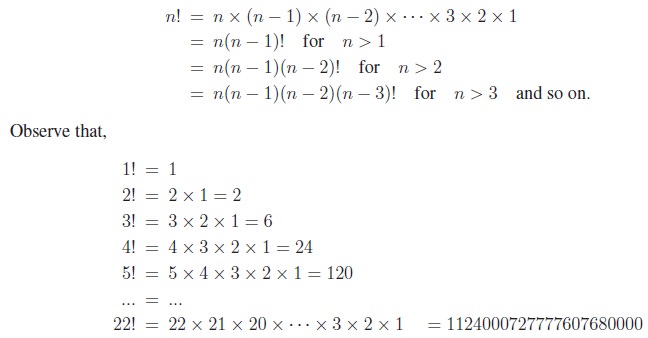 n! = n × (n − 1) × (n − 2) × ⋯ × 3 × 2 × 1
= n(n − 1)! for n > 1
= n(n − 1)(n − 2)! for n > 2
= n(n − 1)(n − 2)(n − 3)! for n > 3 and so on.
Observe that,
1! = 1
2! = 2 × 1 = 2
3! = 3 × 2 × 1 = 6
4! = 4 × 3 × 2 × 1 = 24
5! = 5 × 4 × 3 × 2 × 1 = 120
... = ...
22! = 22 × 21 × 20 × ⋯ × 3 × 2 × 1 = 1124000727777607680000